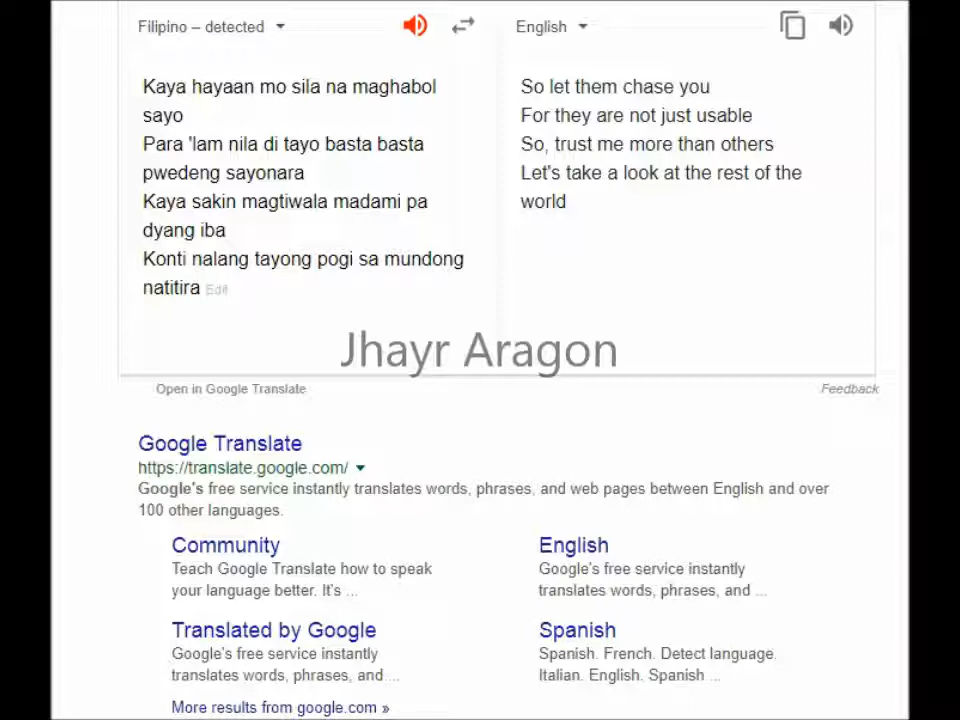 Filipino – detected
English
Kaya hayaan mo sila na maghabol
sayo
Para 'lam nila di tayo basta basta
pwedeng sayonara
Kaya sakin magtiwala madami pa
dyang iba
Konti nalang tayong pogi sa mundong
natitira Edit
So let them chase you
For they are not just usable
So, trust me more than others
Let's take a look at the rest of the
world
Jhayr Aragon
Open in Google Translate
Feedback
Google Translate
https://translate.google.com/
Google's free service instantly translates words, phrases, and web pages between English and over
100 other languages.
Community
Teach Google Translate how to speak
your language better. It's ...
English
Google's free service instantly
translates words, phrases, and ...
Translated by Google
Google's free service instantly
translates words, phrases, and ...
Spanish
Spanish. French. Detect language.
Italian. English. Spanish ...
More results from google.com »